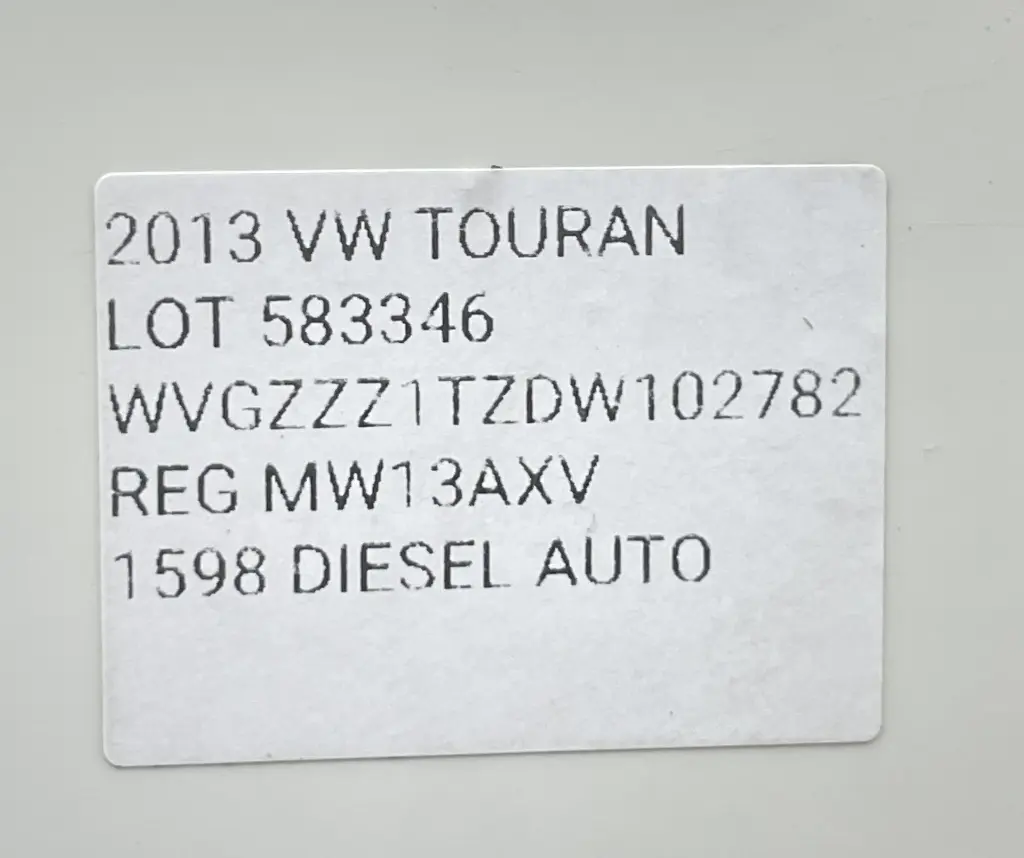 2013 VW TOURAN
LOT 583346
WVGZZZ1TZDW102782
REG MW13AXV
1598 DIESEL AUTO